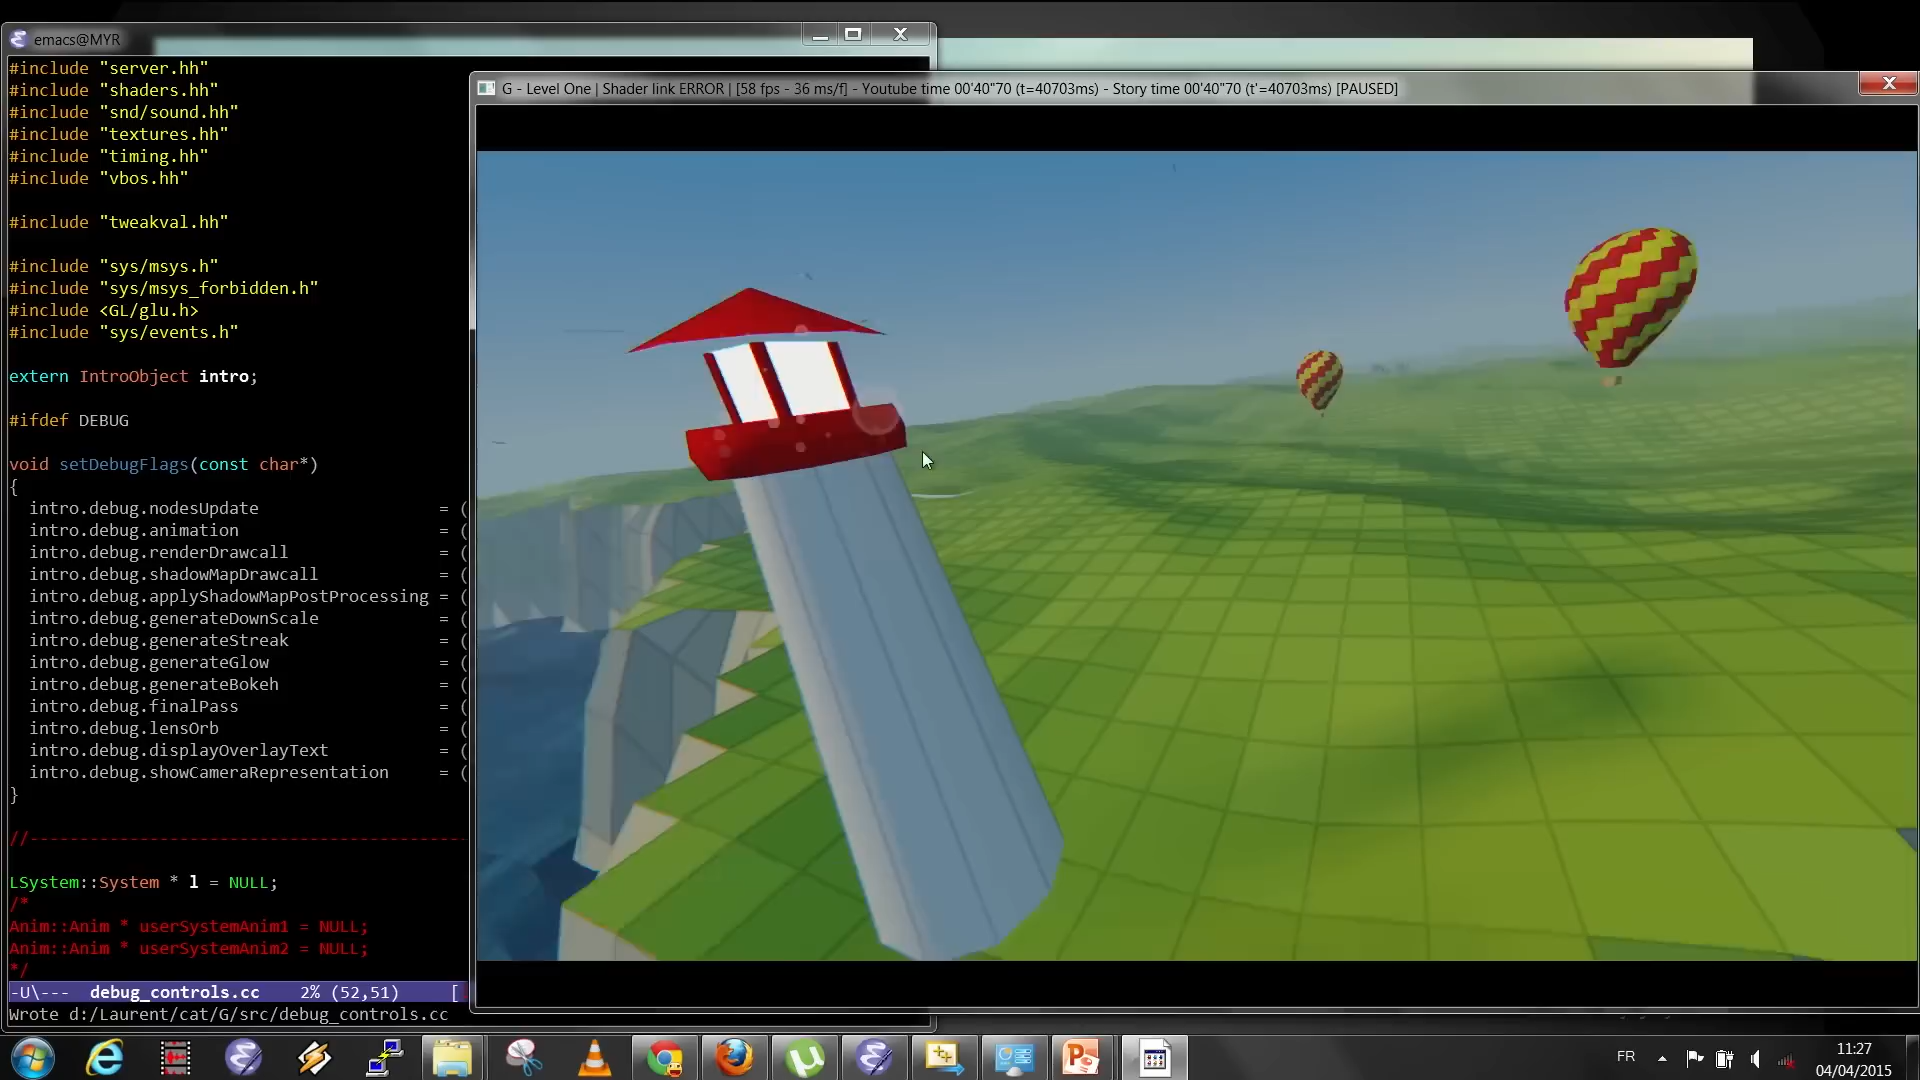 emacs@MYR
#include "server.hh"
#include "shaders.hh"
#include "snd/sound.hh"
#include "textures.hh"
#include "timing.hh"
#include "vbos.hh"
#include "tweakval.hh"
#include "sys/msys.h"
#include "sys/msys_forbidden.h"
#include <GL/glu.h>
#include "sys/events.h"
extern IntroObject intro;
#ifdef DEBUG
void setDebugFlags(const char*)
{
intro.debug.nodesUpdate = (
intro.debug.animation = (
intro.debug.renderDrawcall = (
intro.debug.shadowMapDrawcall = (
intro.debug.applyShadowMapPostProcessing = (
intro.debug.generateDownScale = (
intro.debug.generateStreak = (
intro.debug.generateGlow = (
intro.debug.generateBokeh = (
intro.debug.finalPass = (
intro.debug.lensOrb = (
intro.debug.displayOverlayText = (
intro.debug.showCameraRepresentation = (
}
//--------------------------------------------
LSystem::System * l = NULL;
/*
Anim::Anim * userSystemAnim1 = NULL;
Anim::Anim * userSystemAnim2 = NULL;
*/
-U\--- debug_controls.cc 2% (52,51) [
Wrote d:/Laurent/cat/G/src/debug_controls.cc
G - Level One | Shader link ERROR | [58 fps - 36 ms/f] - Youtube time 00'40"70 (t=40703ms) - Story time 00'40"70 (t'=40703ms) [PAUSED]
FR
11:27
04/04/2015